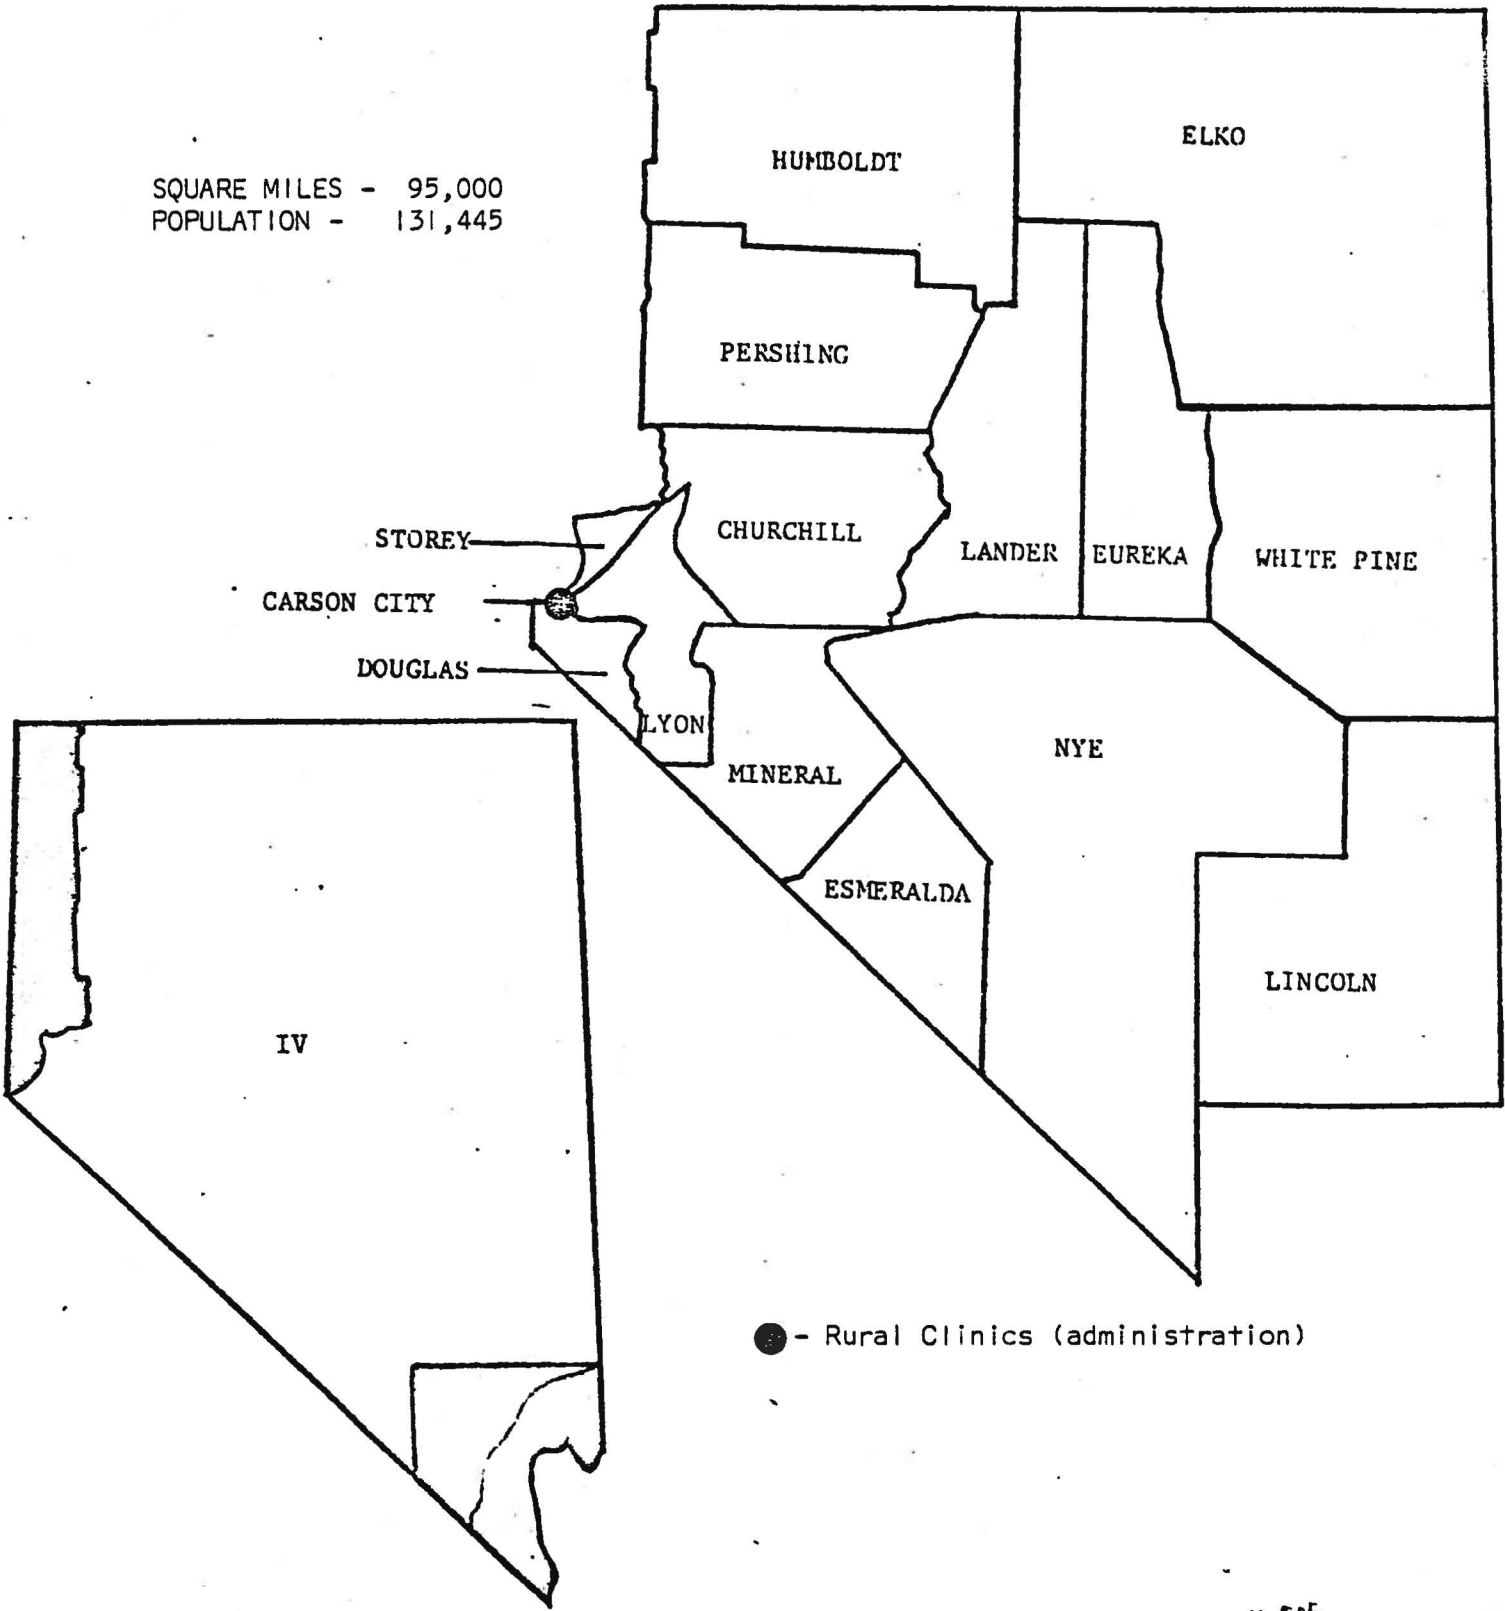 ELKO
HUMBOLDT
SQUARE MILES - 95,000
POPULATION - 131,445
PERSHING
STOREY
CHURCHILL
LANDER
EUREKA
WHITE PINE
CARSON CITY
DOUGLAS
LYON
NYE
MINERAL
ESMERALDA
LINCOLN
IV
- Rural Clinics (administration)